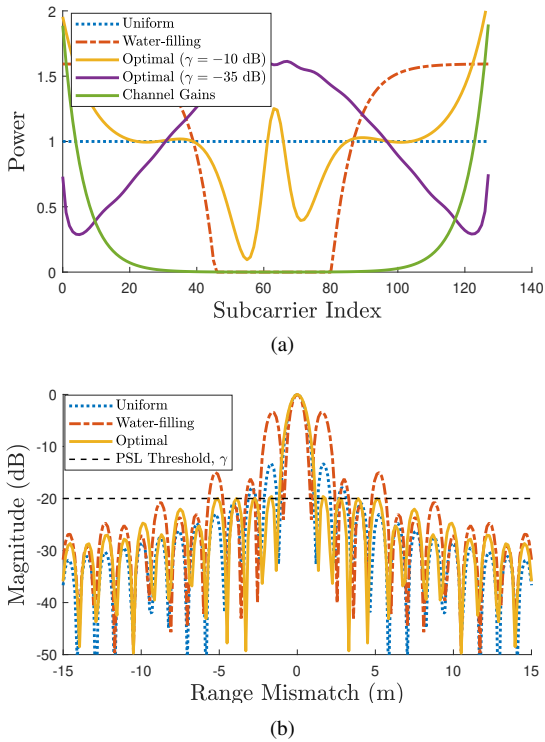 2
1.5
1
0.5
0
Power
Uniform
Water-filling
Optimal (γ = −10 dB)
Optimal (γ = −35 dB)
Channel Gains
0 20 40 60 80 100 120 140
Subcarrier Index
(a)
0
-10
-20
-30
-40
-50
Magnitude (dB)
Uniform
Water-filling
Optimal
PSL Threshold, γ
-15 -10 -5 0 5 10 15
Range Mismatch (m)
(b)